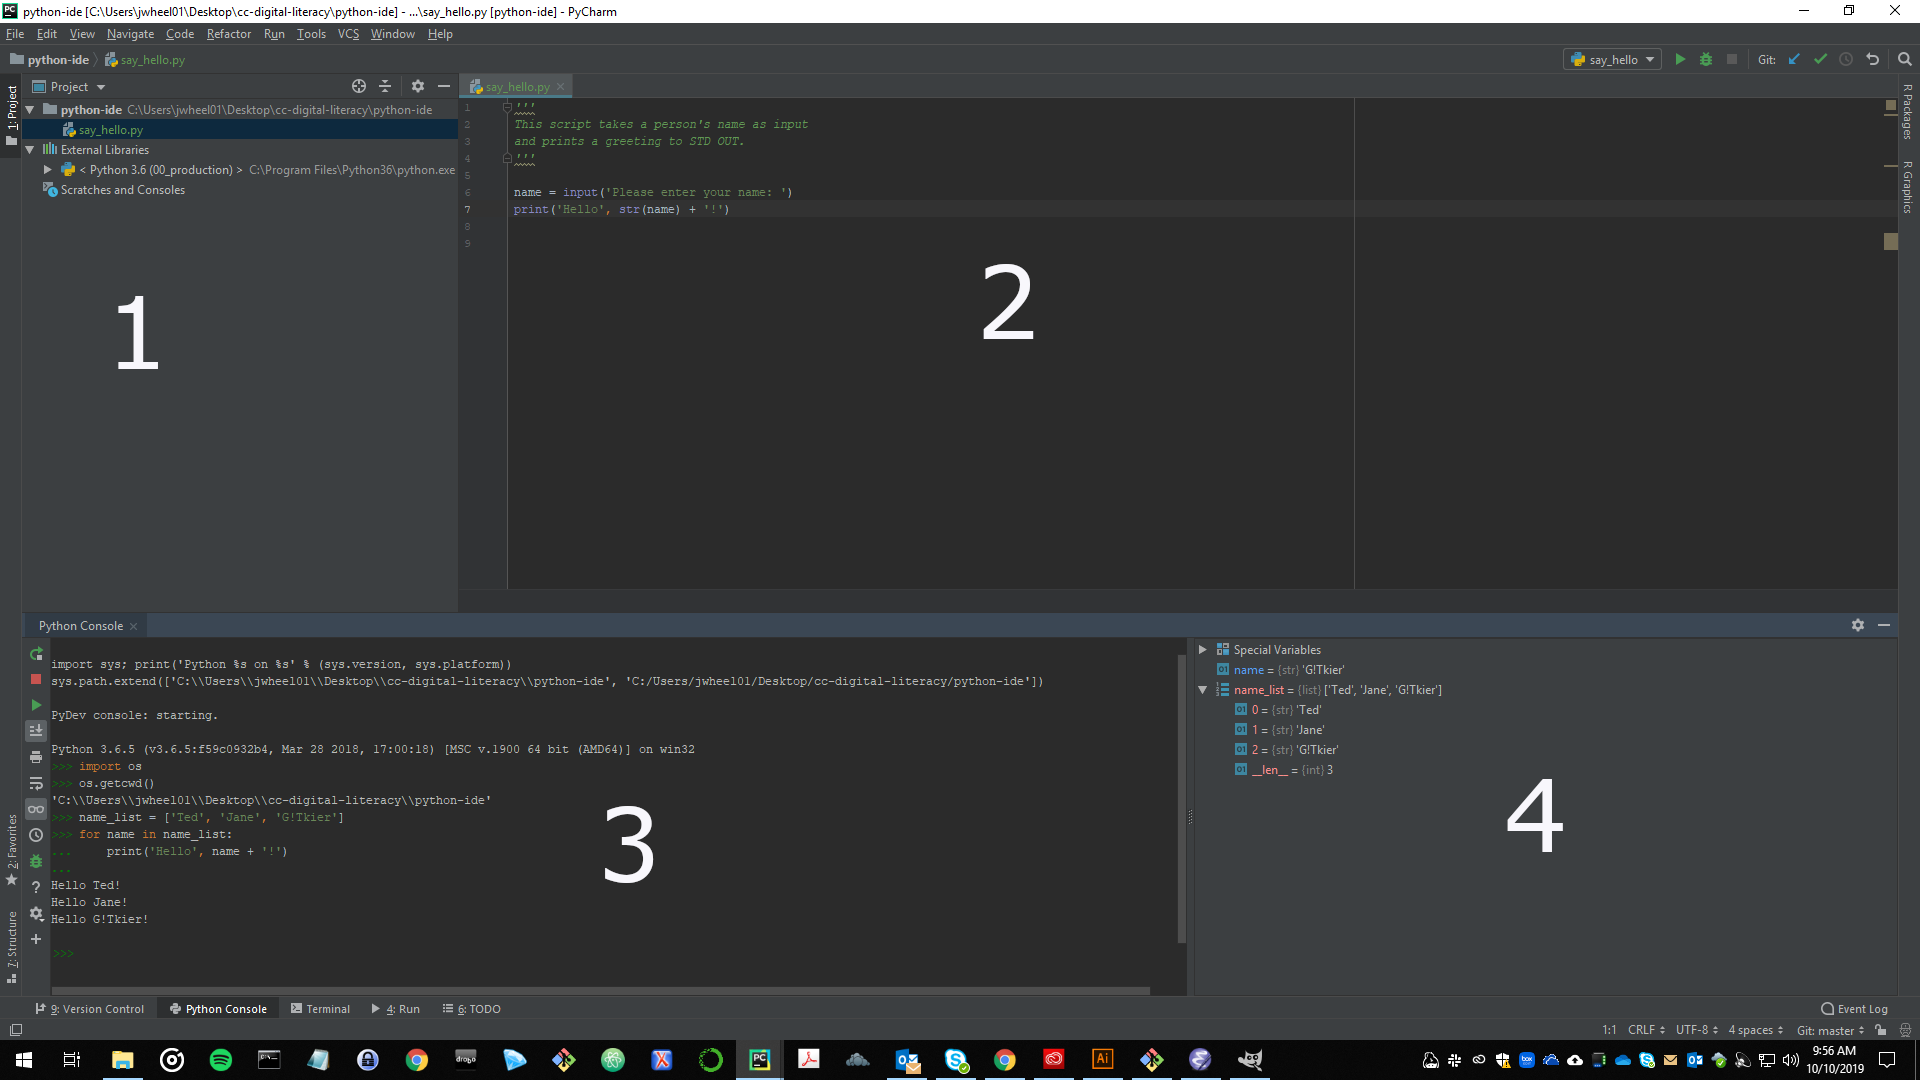 python-ide [C:\Users\jwheel01\Desktop\cc-digital-literacy\python-ide] - ...\say_hello.py [python-ide] - PyCharm
File Edit View Navigate Code Refactor Run Tools VCS Window Help
python-ide say_hello.py
say_hello Git:
1: Project
Project
python-ide C:\Users\jwheel01\Desktop\cc-digital-literacy\python-ide
say_hello.py
External Libraries
< Python 3.6 (00_production) > C:\Program Files\Python36\python.exe
Scratches and Consoles
1
say_hello.py
1 '''
2 This script takes a person's name as input
3 and prints a greeting to STD OUT.
4 '''
5
6 name = input('Please enter your name: ')
7 print('Hello', str(name) + '!')
8
9
2
R Packages
R Graphics
Python Console
import sys; print('Python %s on %s' % (sys.version, sys.platform))
sys.path.extend(['C:\\Users\\jwheel01\\Desktop\\cc-digital-literacy\\python-ide', 'C:/Users/jwheel01/Desktop/cc-digital-literacy/python-ide'])
PyDev console: starting.
Python 3.6.5 (v3.6.5:f59c0932b4, Mar 28 2018, 17:00:18) [MSC v.1900 64 bit (AMD64)] on win32
>>> import os
>>> os.getcwd()
'C:\\Users\\jwheel01\\Desktop\\cc-digital-literacy\\python-ide'
>>> name_list = ['Ted', 'Jane', 'G!Tkier']
>>> for name in name_list:
...     print('Hello', name + '!')
...
Hello Ted!
Hello Jane!
Hello G!Tkier!
>>>
3
Special Variables
name = {str} 'G!Tkier'
name_list = {list} ['Ted', 'Jane', 'G!Tkier']
0 = {str} 'Ted'
1 = {str} 'Jane'
2 = {str} 'G!Tkier'
__len__ = {int} 3
4
2: Favorites
7: Structure
9: Version Control Python Console Terminal 4: Run 6: TODO Event Log
1:1 CRLF UTF-8 4 spaces Git: master
9:56 AM
10/10/2019